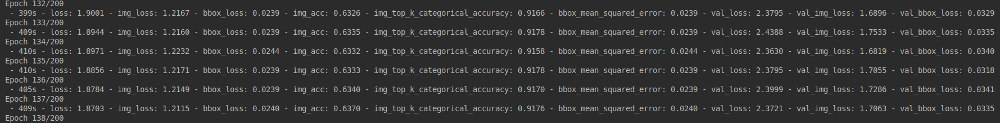 Epoch 132/200
 - 399s - loss: 1.9001 - img_loss: 1.2167 - bbox_loss: 0.0239 - img_acc: 0.6326 - img_top_k_categorical_accuracy: 0.9166 - bbox_mean_squared_error: 0.0239 - val_loss: 2.3795 - val_img_loss: 1.6896 - val_bbox_loss: 0.0329
Epoch 133/200
 - 409s - loss: 1.8944 - img_loss: 1.2160 - bbox_loss: 0.0239 - img_acc: 0.6335 - img_top_k_categorical_accuracy: 0.9178 - bbox_mean_squared_error: 0.0239 - val_loss: 2.4388 - val_img_loss: 1.7533 - val_bbox_loss: 0.0335
Epoch 134/200
 - 410s - loss: 1.8971 - img_loss: 1.2232 - bbox_loss: 0.0244 - img_acc: 0.6332 - img_top_k_categorical_accuracy: 0.9158 - bbox_mean_squared_error: 0.0244 - val_loss: 2.3630 - val_img_loss: 1.6819 - val_bbox_loss: 0.0340
Epoch 135/200
 - 410s - loss: 1.8856 - img_loss: 1.2171 - bbox_loss: 0.0239 - img_acc: 0.6333 - img_top_k_categorical_accuracy: 0.9178 - bbox_mean_squared_error: 0.0239 - val_loss: 2.3795 - val_img_loss: 1.7055 - val_bbox_loss: 0.0318
Epoch 136/200
 - 405s - loss: 1.8784 - img_loss: 1.2149 - bbox_loss: 0.0239 - img_acc: 0.6340 - img_top_k_categorical_accuracy: 0.9170 - bbox_mean_squared_error: 0.0239 - val_loss: 2.3999 - val_img_loss: 1.7286 - val_bbox_loss: 0.0341
Epoch 137/200
 - 409s - loss: 1.8703 - img_loss: 1.2115 - bbox_loss: 0.0240 - img_acc: 0.6370 - img_top_k_categorical_accuracy: 0.9176 - bbox_mean_squared_error: 0.0240 - val_loss: 2.3721 - val_img_loss: 1.7063 - val_bbox_loss: 0.0335
Epoch 138/200